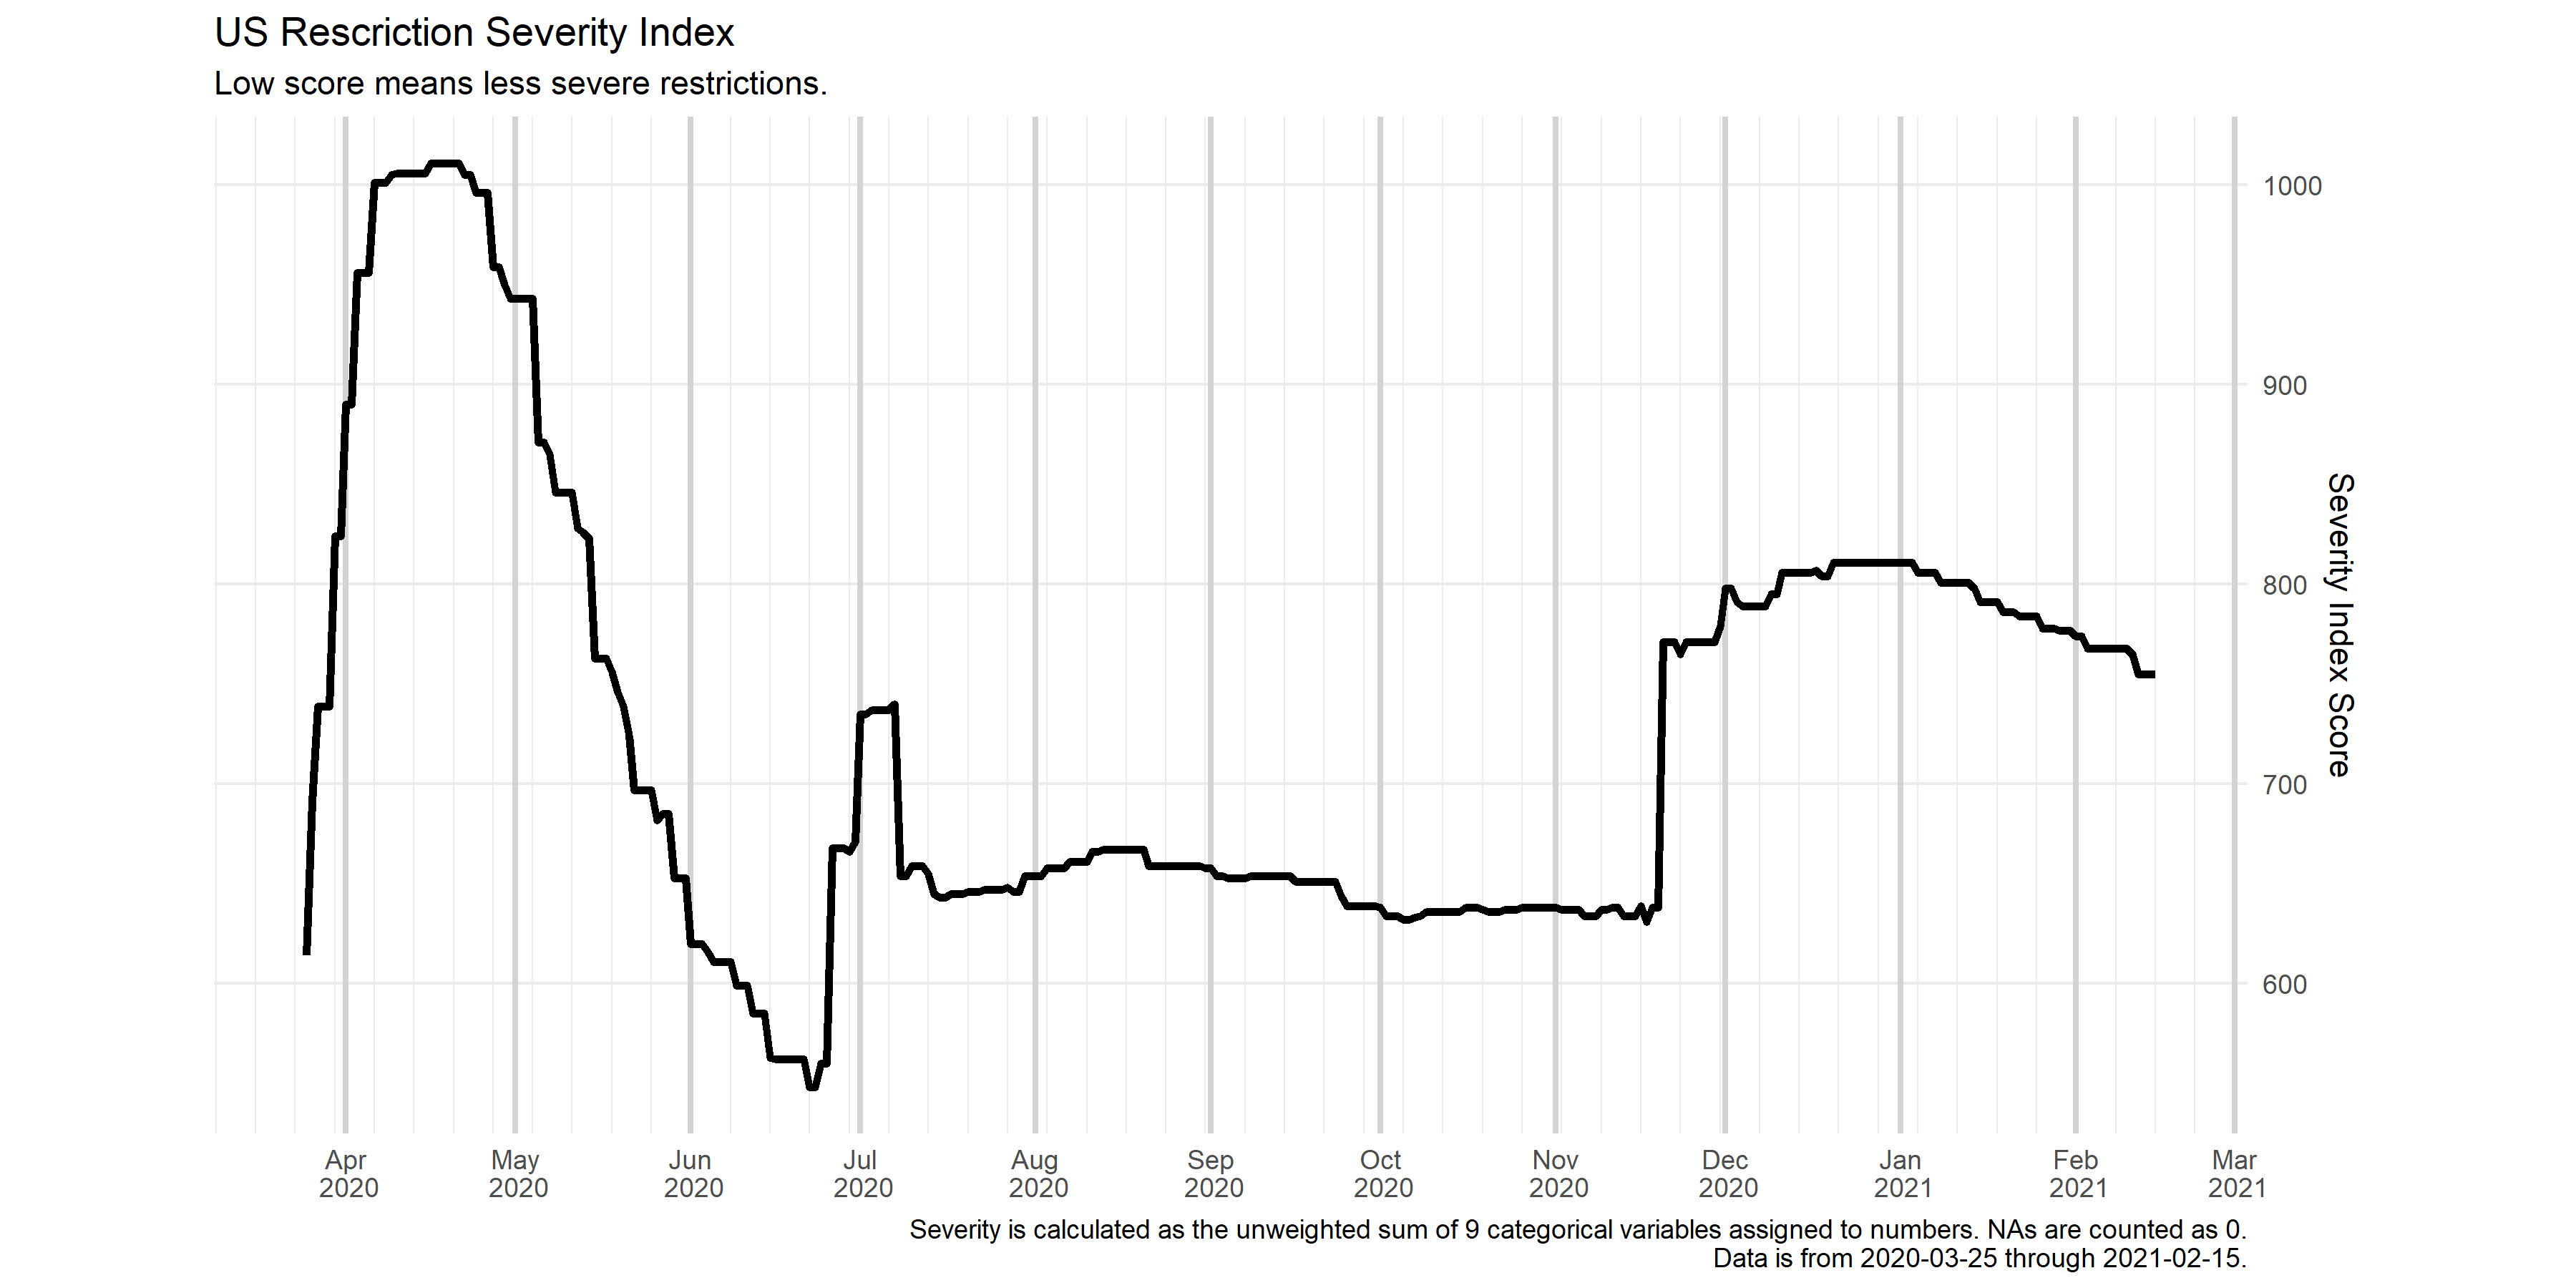 US Rescriction Severity Index
Low score means less severe restrictions.
1000
900
800
700
600
Severity Index Score
Apr
2020
May
2020
Jun
2020
Jul
2020
Aug
2020
Sep
2020
Oct
2020
Nov
2020
Dec
2020
Jan
2021
Feb
2021
Mar
2021
Severity is calculated as the unweighted sum of 9 categorical variables assigned to numbers. NAs are counted as 0.
Data is from 2020-03-25 through 2021-02-15.